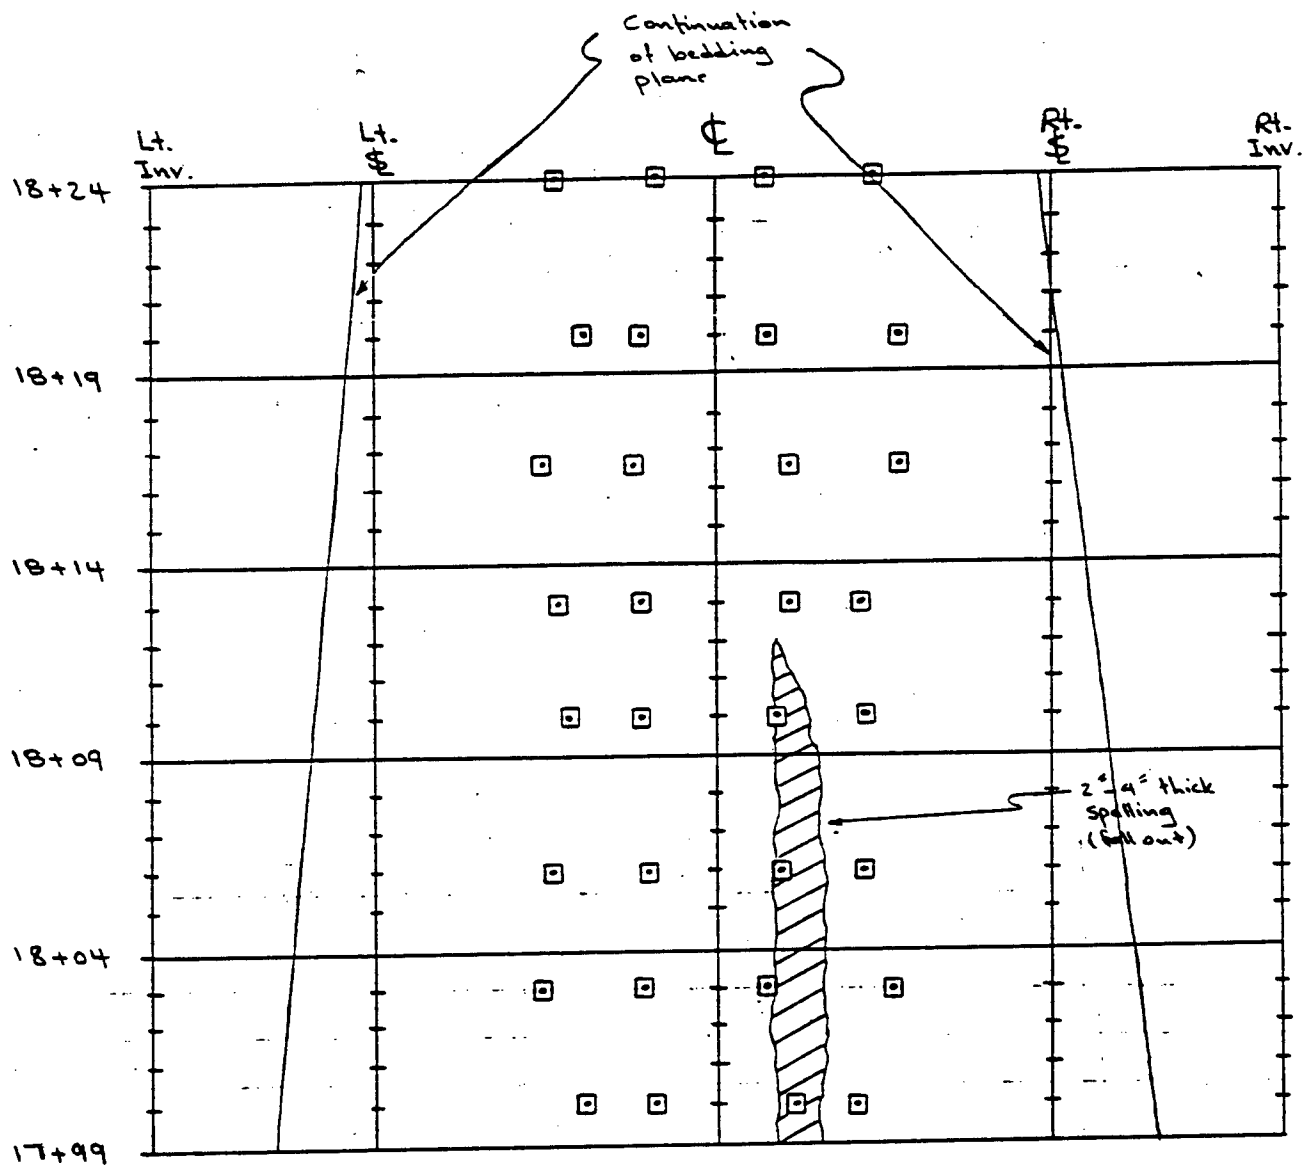 Continuation
of bedding
plane
Lt.
Inv.
Lt.
℄
Rt.
Rt.
Inv.
18+24
18+19
18+14
18+09
2"-4" thick
spalling
(fall out)
18+04
17+99